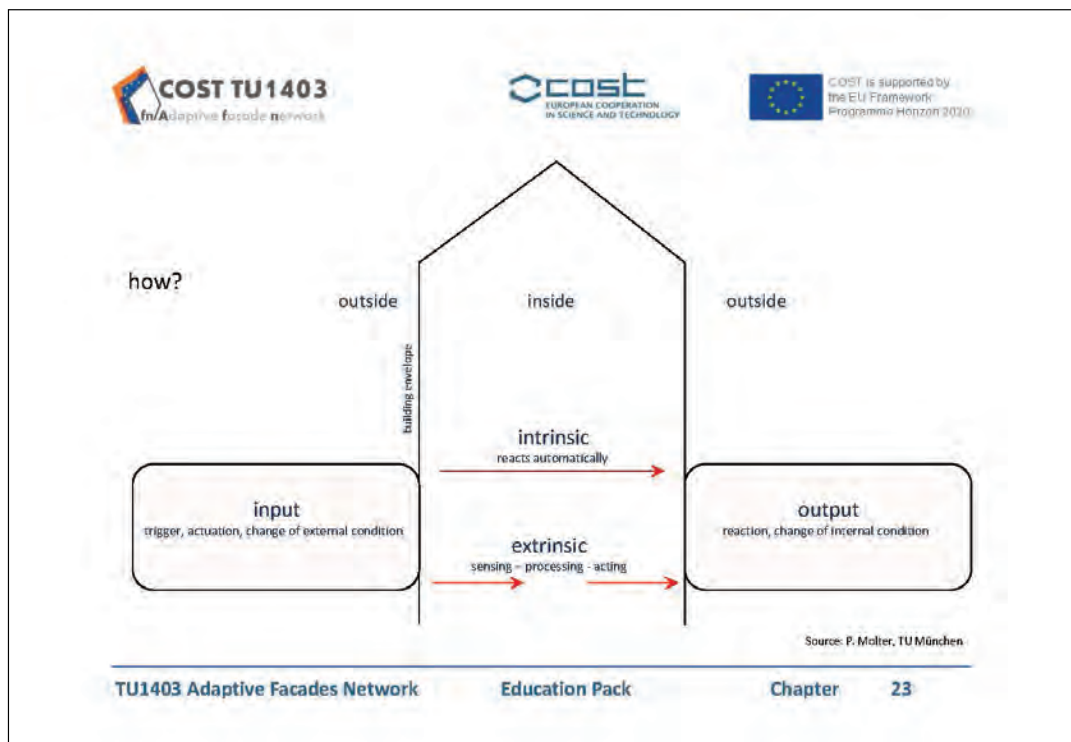 COST TU1403
fn/Adaptive facade network
cost
EUROPEAN COOPERATION
IN SCIENCE AND TECHNOLOGY
COST is supported by
the EU Framework
Programme Horizon 2020
how?
outside
inside
outside
building envelope
intrinsic
reacts automatically
input
trigger, actuation, change of external condition
output
reaction, change of internal condition
extrinsic
sensing – processing - acting
Source: P. Molter, TU München
TU1403 Adaptive Facades Network Education Pack Chapter 23